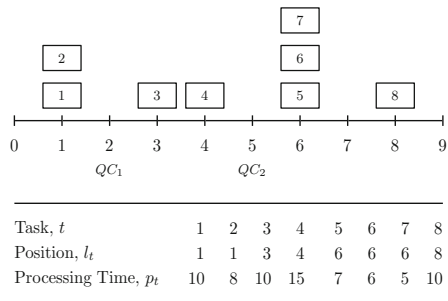 7
2 6
1 3 4 5 8
0 1 2 3 4 5 6 7 8 9
QC1 QC2
Task, t 1 2 3 4 5 6 7 8
Position, lt 1 1 3 4 6 6 6 8
Processing Time, pt 10 8 10 15 7 6 5 10